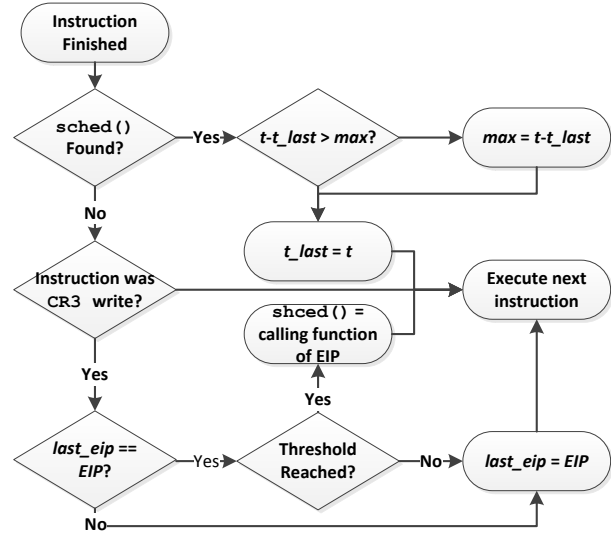 Instruction
Finished
sched()
Found?
Yes
t-t_last > max?
max = t-t_last
No
t_last = t
Instruction was
CR3 write?
Execute next
instruction
shced() =
calling function
of EIP
Yes
Yes
last_eip ==
EIP?
Yes
Threshold
Reached?
No
last_eip = EIP
No